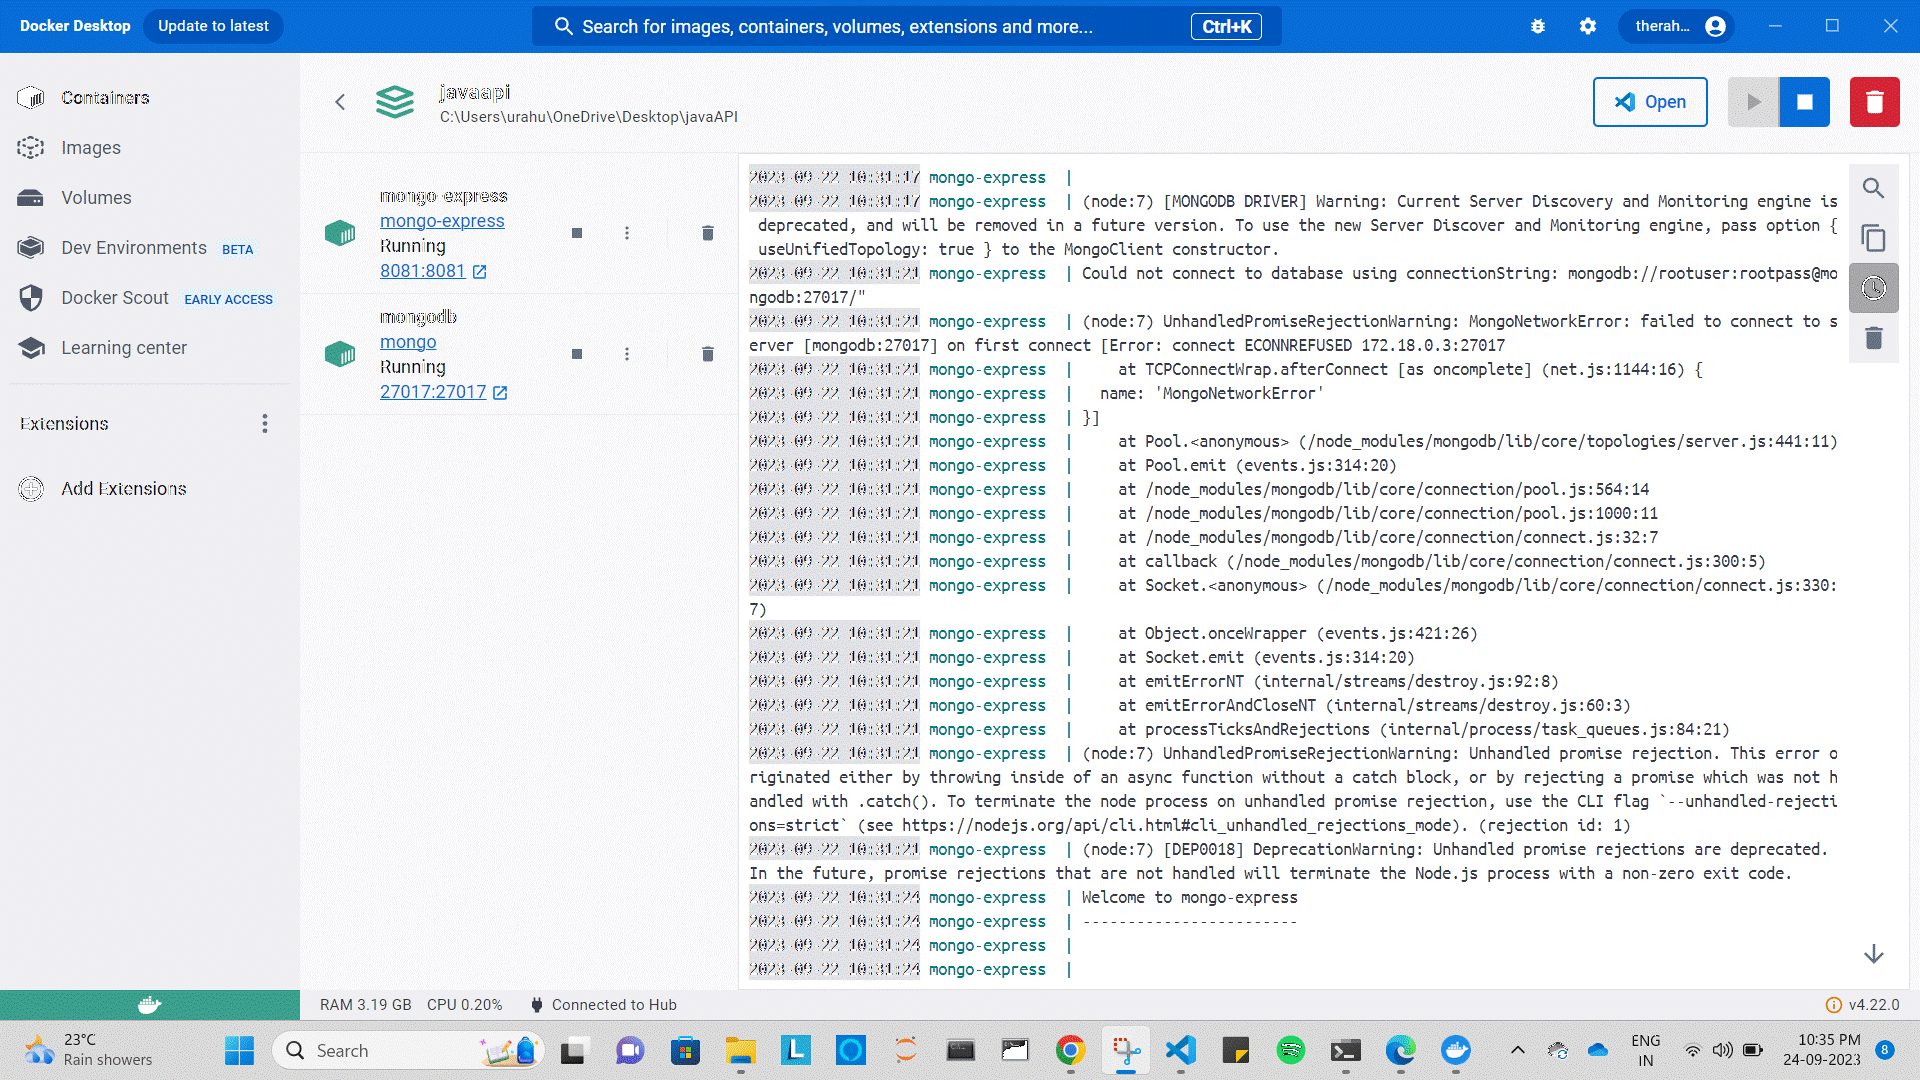 Docker Desktop
Update to latest
Search for images, containers, volumes, extensions and more...
Ctrl+K
therah...
Containers
Images
Volumes
Dev Environments BETA
Docker Scout EARLY ACCESS
Learning center
Extensions
Add Extensions
javaapi
C:\Users\urahu\OneDrive\Desktop\javaAPI
Open
mongo-express
mongo-express
Running
8081:8081
mongodb
mongo
Running
27017:27017
2023-09-22 10:31:17 mongo-express |
2023-09-22 10:31:17 mongo-express | (node:7) [MONGODB DRIVER] Warning: Current Server Discovery and Monitoring engine is
deprecated, and will be removed in a future version. To use the new Server Discover and Monitoring engine, pass option {
useUnifiedTopology: true } to the MongoClient constructor.
2023-09-22 10:31:21 mongo-express | Could not connect to database using connectionString: mongodb://rootuser:rootpass@mo
ngodb:27017/"
2023-09-22 10:31:21 mongo-express | (node:7) UnhandledPromiseRejectionWarning: MongoNetworkError: failed to connect to s
erver [mongodb:27017] on first connect [Error: connect ECONNREFUSED 172.18.0.3:27017
2023-09-22 10:31:21 mongo-express | at TCPConnectWrap.afterConnect [as oncomplete] (net.js:1144:16) {
2023-09-22 10:31:21 mongo-express | name: 'MongoNetworkError'
2023-09-22 10:31:21 mongo-express | }]
2023-09-22 10:31:21 mongo-express | at Pool.<anonymous> (/node_modules/mongodb/lib/core/topologies/server.js:441:11)
2023-09-22 10:31:21 mongo-express | at Pool.emit (events.js:314:20)
2023-09-22 10:31:21 mongo-express | at /node_modules/mongodb/lib/core/connection/pool.js:564:14
2023-09-22 10:31:21 mongo-express | at /node_modules/mongodb/lib/core/connection/pool.js:1000:11
2023-09-22 10:31:21 mongo-express | at /node_modules/mongodb/lib/core/connection/connect.js:32:7
2023-09-22 10:31:21 mongo-express | at callback (/node_modules/mongodb/lib/core/connection/connect.js:300:5)
2023-09-22 10:31:21 mongo-express | at Socket.<anonymous> (/node_modules/mongodb/lib/core/connection/connect.js:330:
7)
2023-09-22 10:31:21 mongo-express | at Object.onceWrapper (events.js:421:26)
2023-09-22 10:31:21 mongo-express | at Socket.emit (events.js:314:20)
2023-09-22 10:31:21 mongo-express | at emitErrorNT (internal/streams/destroy.js:92:8)
2023-09-22 10:31:21 mongo-express | at emitErrorAndCloseNT (internal/streams/destroy.js:60:3)
2023-09-22 10:31:21 mongo-express | at processTicksAndRejections (internal/process/task_queues.js:84:21)
2023-09-22 10:31:21 mongo-express | (node:7) UnhandledPromiseRejectionWarning: Unhandled promise rejection. This error o
riginated either by throwing inside of an async function without a catch block, or by rejecting a promise which was not h
andled with .catch(). To terminate the node process on unhandled promise rejection, use the CLI flag `--unhandled-rejecti
ons=strict` (see https://nodejs.org/api/cli.html#cli_unhandled_rejections_mode). (rejection id: 1)
2023-09-22 10:31:21 mongo-express | (node:7) [DEP0018] DeprecationWarning: Unhandled promise rejections are deprecated.
In the future, promise rejections that are not handled will terminate the Node.js process with a non-zero exit code.
2023-09-22 10:31:24 mongo-express | Welcome to mongo-express
2023-09-22 10:31:24 mongo-express | ------------------------
2023-09-22 10:31:24 mongo-express |
2023-09-22 10:31:24 mongo-express |
RAM 3.19 GB CPU 0.20% Connected to Hub
v4.22.0
23°C
Rain showers
Search
L
ENG
IN
10:35 PM
24-09-2023
8